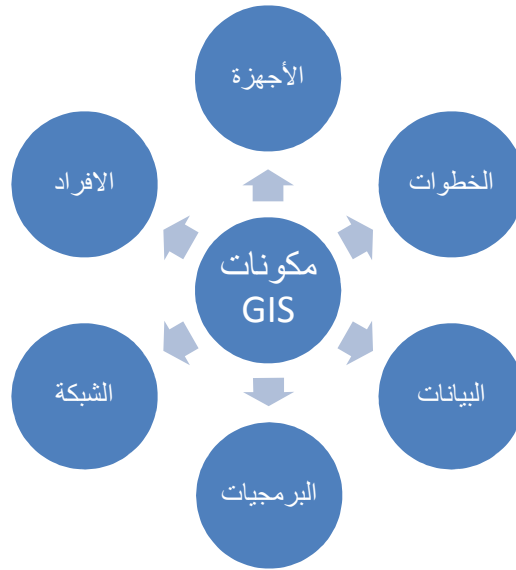 الأجهزة
الخطوات
البيانات
البرمجيات
الشبكة
الافراد
مكونات
GIS